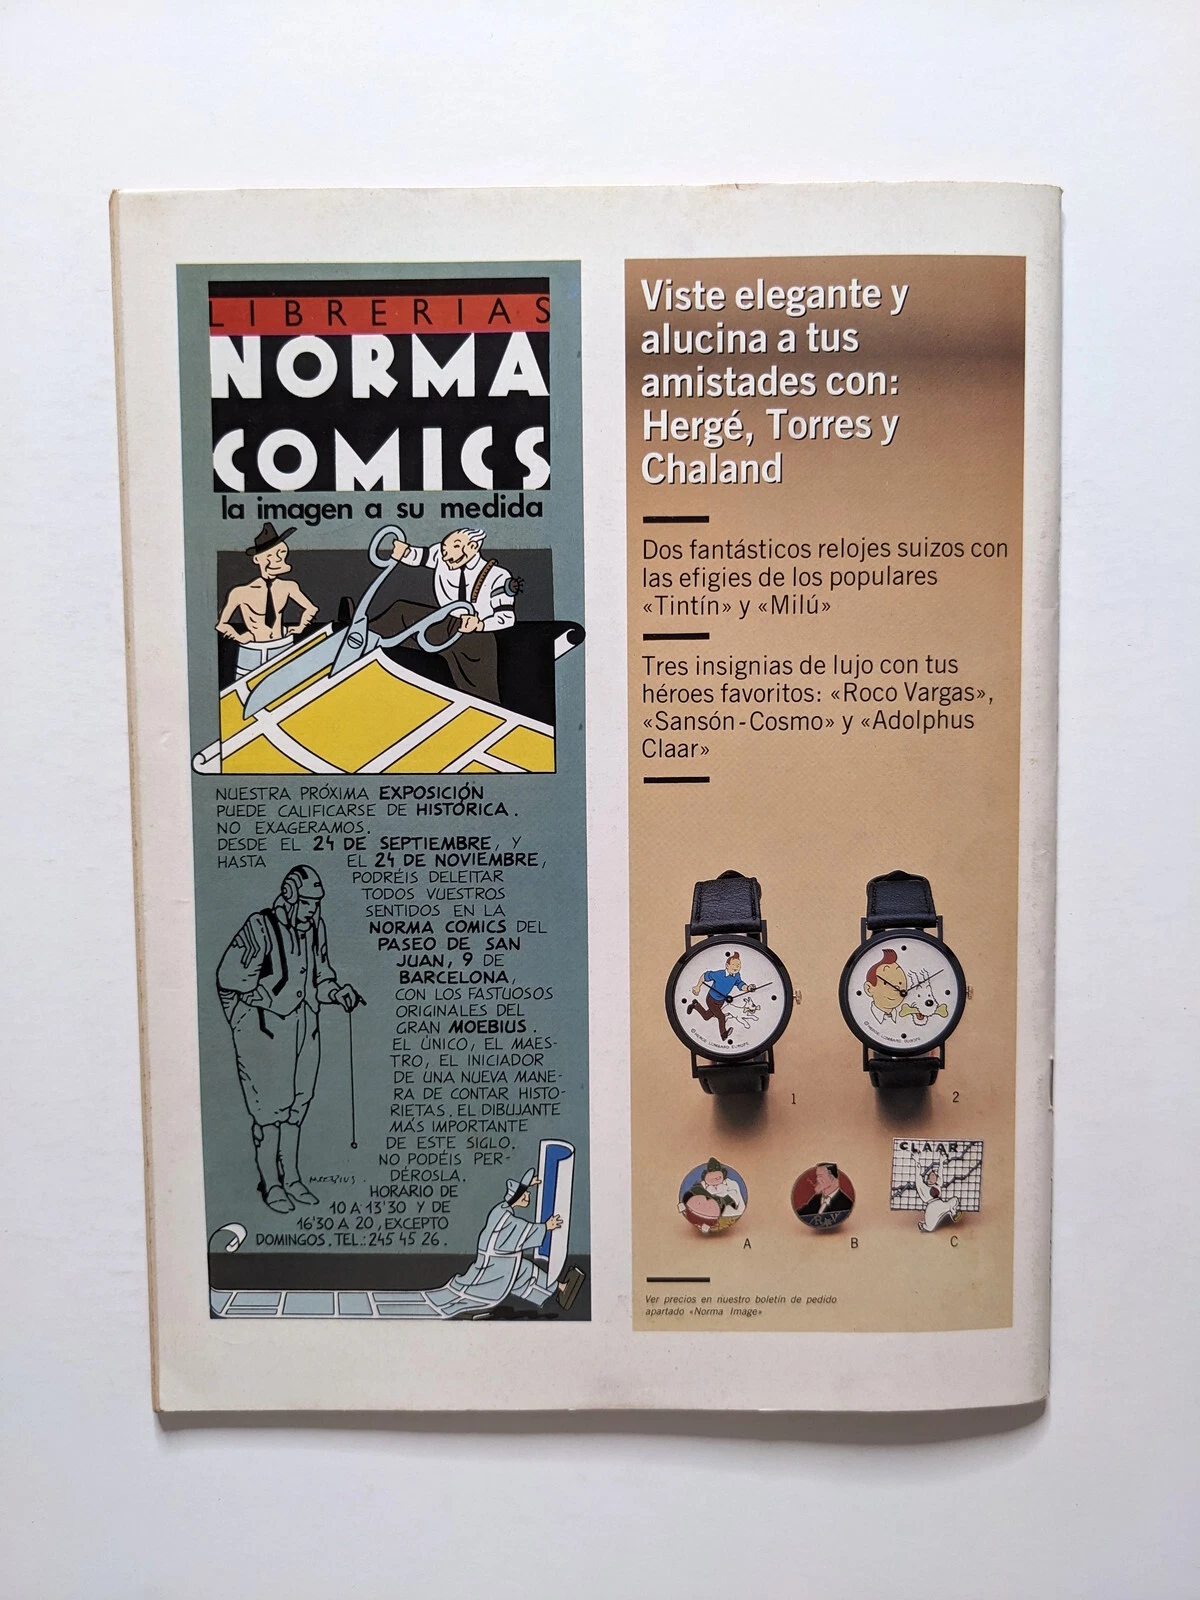 LIBRERIAS
NORMA
COMICS
la imagen a su medida
NUESTRA PRÓXIMA EXPOSICIÓN
PUEDE CALIFICARSE DE HISTÓRICA.
NO EXAGERAMOS.
DESDE EL 24 DE SEPTIEMBRE, Y
HASTA EL 24 DE NOVIEMBRE,
PODRÉIS DELEITAR
TODOS VUESTROS
SENTIDOS EN LA
NORMA COMICS DEL
PASEO DE SAN
JUAN, 9 DE
BARCELONA,
CON LOS FASTUOSOS
ORIGINALES DEL
GRAN MOEBIUS.
EL ÚNICO, EL MAES-
TRO, EL INICIADOR
DE UNA NUEVA MANE-
RA DE CONTAR HISTO-
RIETAS. EL DIBUJANTE
MÁS IMPORTANTE
DE ESTE SIGLO.
NO PODÉIS PER-
DÉROSLA.
HORARIO DE
10 A 13'30 Y DE
16'30 A 20, EXCEPTO
DOMINGOS. TEL.: 245 45 26.
MOEBIUS.
Viste elegante y
alucina a tus
amistades con:
Hergé, Torres y
Chaland
Dos fantásticos relojes suizos con
las efigies de los populares
«Tintín» y «Milú»
Tres insignias de lujo con tus
héroes favoritos: «Roco Vargas»,
«Sansón-Cosmo» y «Adolphus
Claar»
© HERGE LOMBARD EUROPE
© HERGE LOMBARD EUROPE
1
2
CLAAR
A
B
C
Ver precios en nuestro boletín de pedido
apartado «Norma Image»